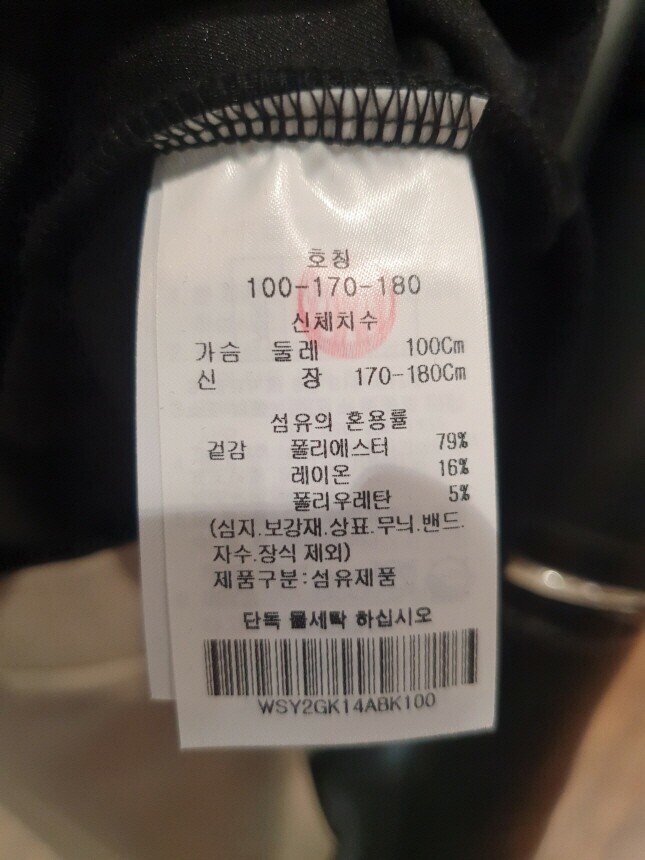 호칭
100-170-180
신체치수
가슴 둘레 100Cm
신 장 170-180Cm
섬유의 혼용률
겉감 폴리에스터 79%
레이온 16%
폴리우레탄 5%
(심지.보강재.상표.무늬.밴드.
자수.장식 제외)
제품구분:섬유제품
단독 물세탁 하십시오
WSY2GK14ABK100